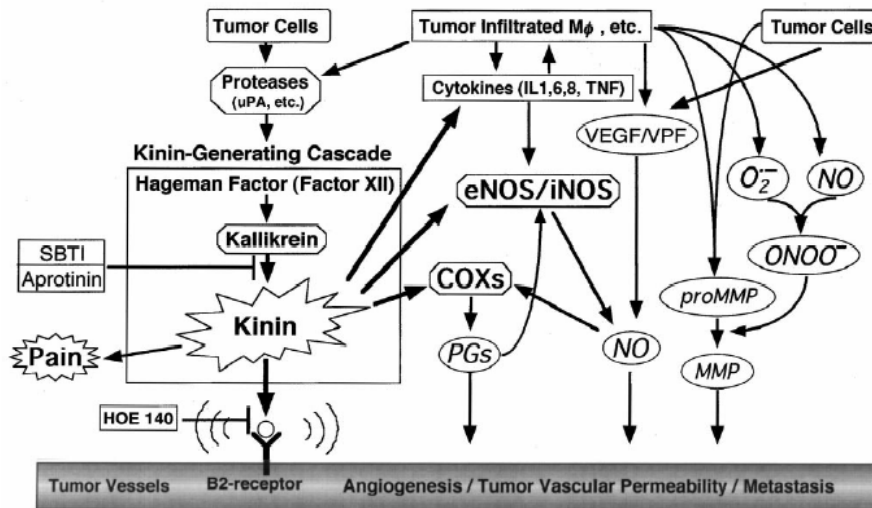 Tumor Cells
Tumor Infiltrated Mϕ , etc.
Tumor Cells
Proteases
(uPA, etc.)
Cytokines (IL1,6,8, TNF)
VEGF/VPF
Kinin-Generating Cascade
Hageman Factor (Factor XII)
eNOS/iNOS
O₂·−
NO
Kallikrein
SBTI
Aprotinin
ONOO−
COXs
proMMP
Kinin
Pain
PGs
NO
MMP
HOE 140
Tumor Vessels
B2-receptor
Angiogenesis / Tumor Vascular Permeability / Metastasis